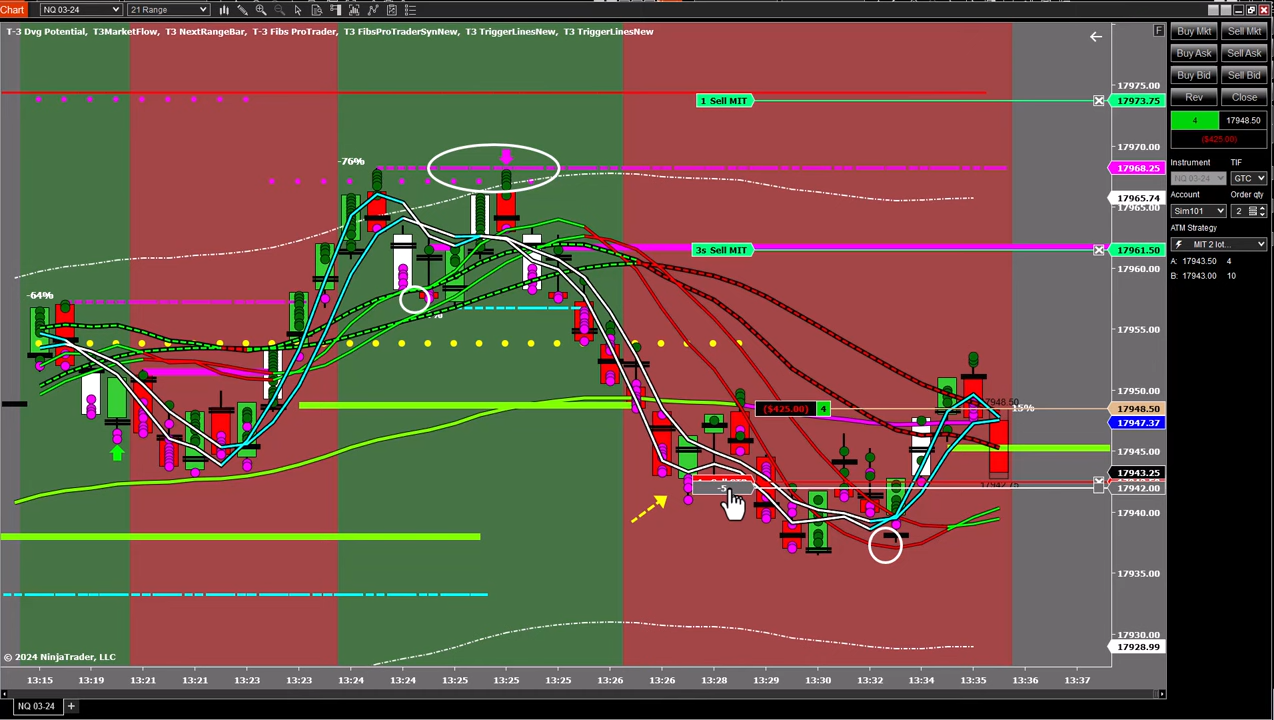 Chart
NQ 03-24
21 Range
T-3 Dvg Potential, T3MarketFlow, T3 NextRangeBar, T-3 Fibs ProTrader, T3 FibsProTraderSynNew, T3 TriggerLinesNew, T3 TriggerLinesNew
F
Buy Mkt
Sell Mkt
Buy Ask
Sell Ask
Buy Bid
Sell Bid
Rev
Close
4
17948.50
($425.00)
Instrument
TIF
NQ 03-24
GTC
Account
Order qty
Sim101
2
ATM Strategy
MIT 2 lot...
A: 17943.50 4
B: 17943.00 10
17975.00
1 Sell MIT
17973.75
17970.00
-76%
17968.25
17965.74
17965.00
3s Sell MIT
17961.50
17960.00
-64%
17955.00
17950.00
($425.00)
4
17948.50
15%
17948.50
17947.37
17945.00
17943.25
17942.75
17942.00
17940.00
17935.00
17930.00
17928.99
© 2024 NinjaTrader, LLC
13:15 13:19 13:21 13:22 13:23 13:23 13:24 13:24 13:25 13:25 13:26 13:26 13:26 13:28 13:29 13:30 13:32 13:34 13:35 13:36 13:37
NQ 03-24
+